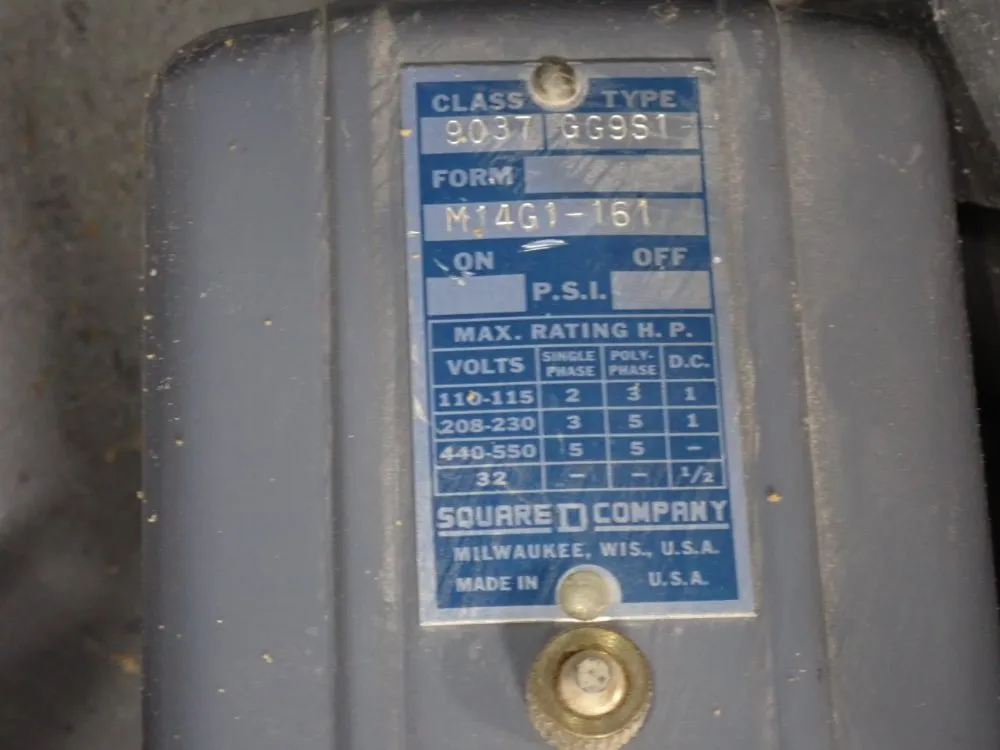 CLASS TYPE
9037 GG9S1
FORM
M14G1-161
ON OFF
P.S.I.
MAX. RATING H. P.
VOLTS SINGLE PHASE POLY-PHASE D.C.
110-115 2 3 1
208-230 3 5 1
440-550 5 5 -
32 - - 1/2
SQUARE D COMPANY
MILWAUKEE, WIS., U.S.A.
MADE IN U.S.A.